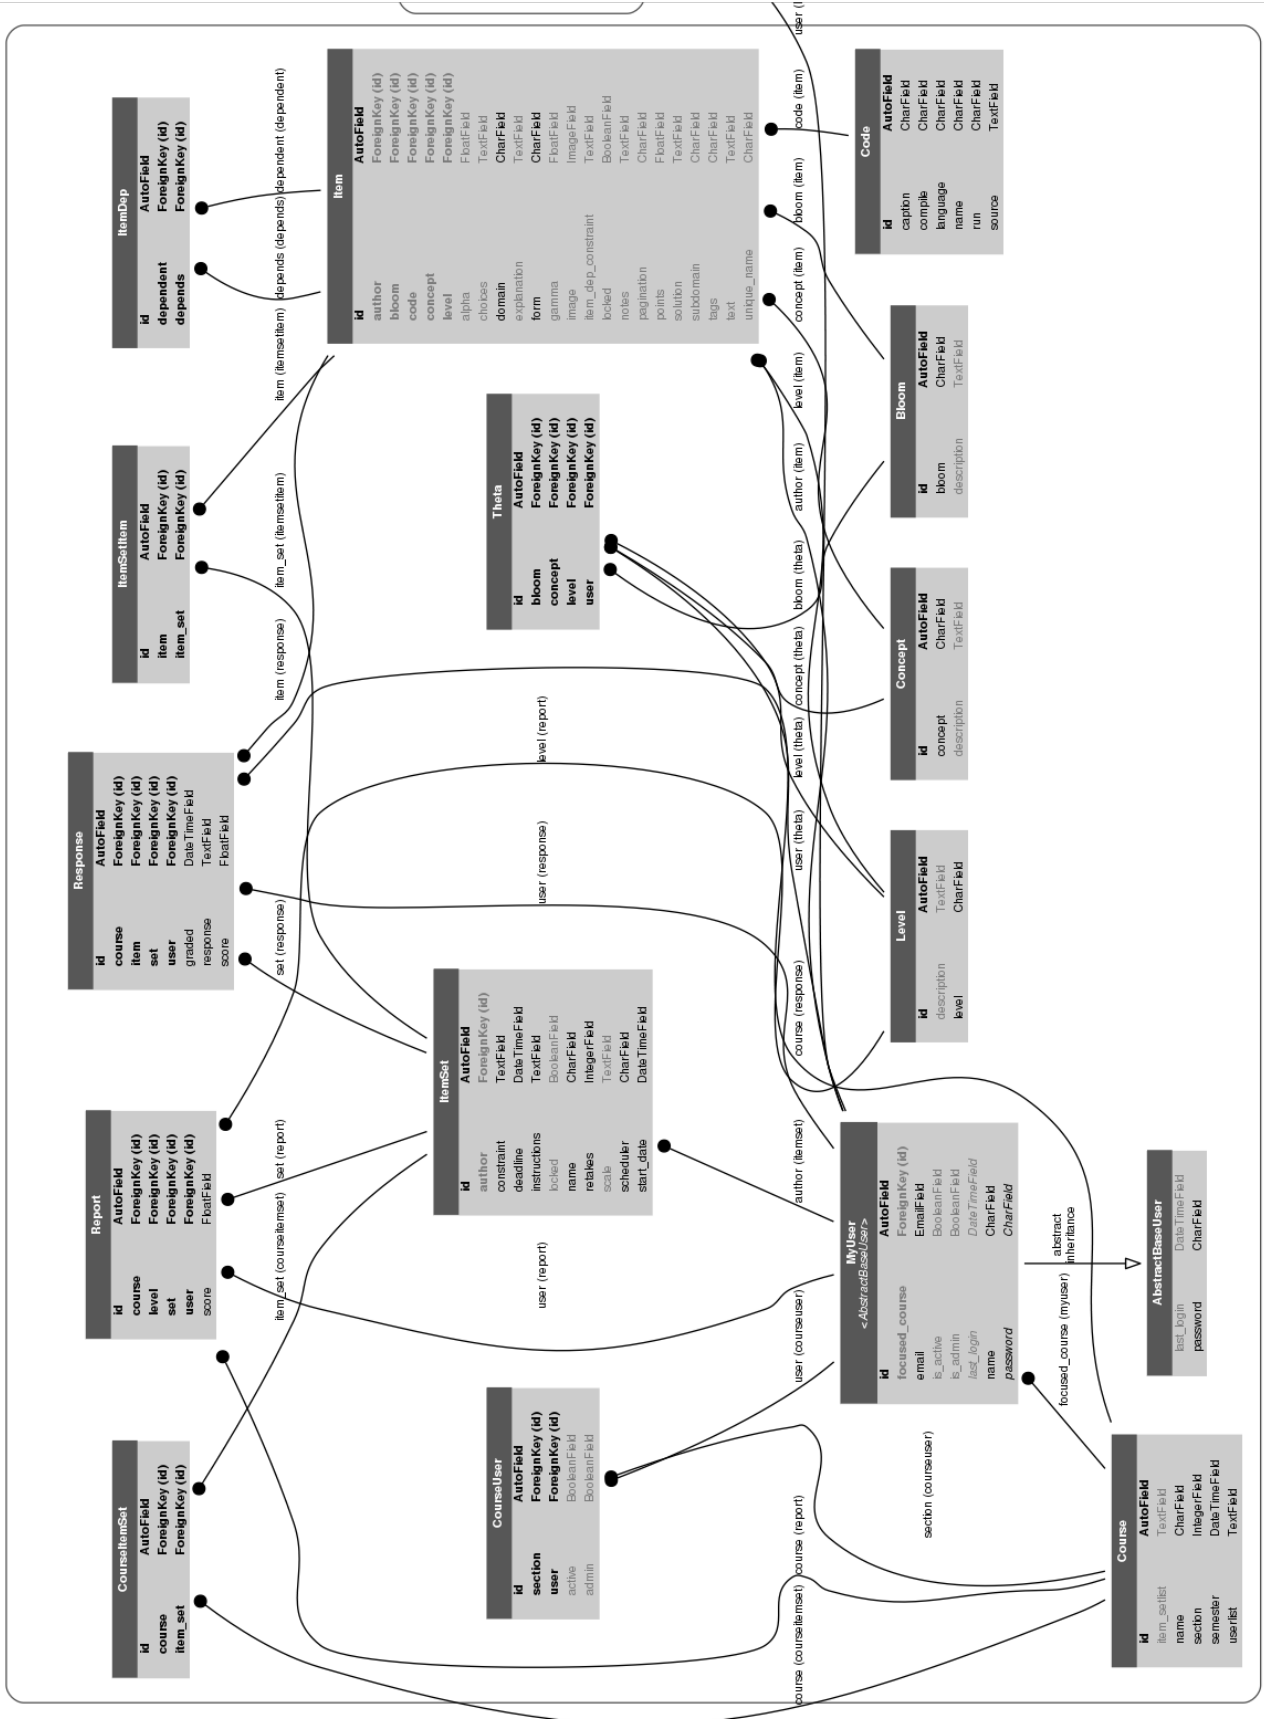 CourseItemSet
id AutoField
course ForeignKey (id)
item_set ForeignKey (id)
Report
id AutoField
course ForeignKey (id)
level ForeignKey (id)
set ForeignKey (id)
user ForeignKey (id)
score FloatField
Response
id AutoField
course ForeignKey (id)
item ForeignKey (id)
set ForeignKey (id)
user ForeignKey (id)
graded DateTimeField
response TextField
score FloatField
ItemSetItem
id AutoField
item ForeignKey (id)
item_set ForeignKey (id)
ItemDep
id AutoField
dependent ForeignKey (id)
depends ForeignKey (id)
item_set (courseitemset)
set (report)
set (response)
item (response)
item_set (itemsetitem)
item (itemsetitem)
depends (depends)
dependent (dependent)
CourseUser
id AutoField
section ForeignKey (id)
user ForeignKey (id)
active BooleanField
admin BooleanField
ItemSet
id AutoField
author ForeignKey (id)
constraint TextField
deadline DateTimeField
instructions TextField
locked BooleanField
name CharField
retakes IntegerField
scale TextField
scheduler CharField
start_date DateTimeField
Theta
id AutoField
bloom ForeignKey (id)
concept ForeignKey (id)
level ForeignKey (id)
user ForeignKey (id)
Item
id AutoField
author ForeignKey (id)
bloom ForeignKey (id)
code ForeignKey (id)
concept ForeignKey (id)
level ForeignKey (id)
alpha FloatField
choices TextField
domain CharField
explanation TextField
form CharField
gamma FloatField
image ImageField
item_dep_constraint TextField
locked BooleanField
notes TextField
pagination CharField
points FloatField
solution TextField
subdomain CharField
tags CharField
text TextField
unique_name CharField
user (report)
user (response)
level (report)
course (courseitemset)
course (report)
user (courseuser)
author (itemset)
course (response)
user (theta)
level (theta)
concept (theta)
bloom (theta)
author (item)
level (item)
concept (item)
bloom (item)
code (item)
user (
MyUser
<AbstractBaseUser>
id AutoField
focused_course ForeignKey (id)
email EmailField
is_active BooleanField
is_admin BooleanField
last_login DateTimeField
name CharField
password CharField
Level
id AutoField
description TextField
level CharField
Concept
id AutoField
concept CharField
description TextField
Bloom
id AutoField
bloom CharField
description TextField
Code
id AutoField
caption CharField
compile CharField
language CharField
name CharField
run CharField
source TextField
section (courseuser)
focused_course (myuser)
abstract
inheritance
Course
id AutoField
item_setlist TextField
name CharField
section IntegerField
semester DateTimeField
userlist TextField
AbstractBaseUser
last_login DateTimeField
password CharField